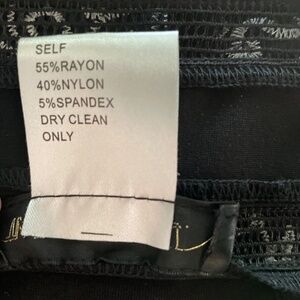 SELF
55%RAYON
40%NYLON
5%SPANDEX
DRY CLEAN
ONLY